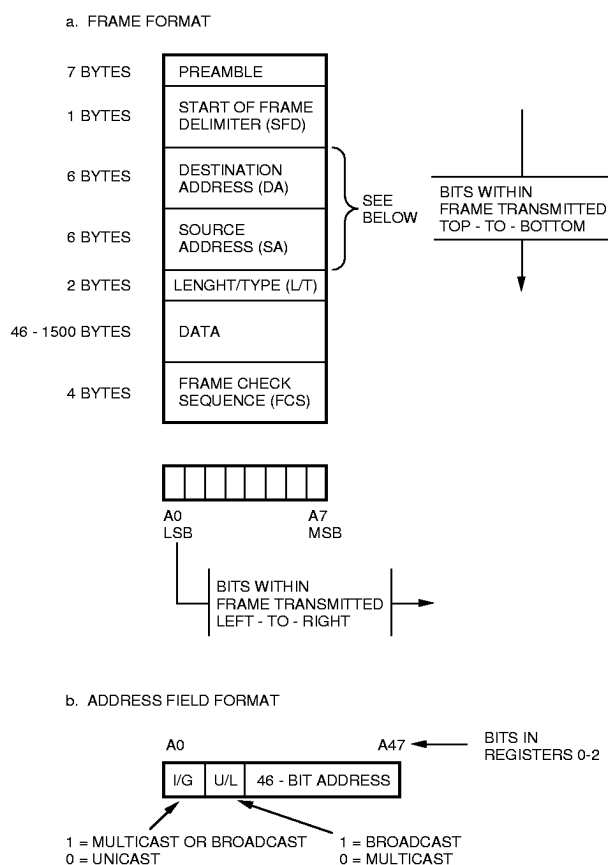 a. FRAME FORMAT
7 BYTES
PREAMBLE
1 BYTES
START OF FRAME
DELIMITER (SFD)
6 BYTES
DESTINATION
ADDRESS (DA)
SEE
BELOW
BITS WITHIN
FRAME TRANSMITTED
TOP - TO - BOTTOM
6 BYTES
SOURCE
ADDRESS (SA)
2 BYTES
LENGHT/TYPE (L/T)
46 - 1500 BYTES
DATA
4 BYTES
FRAME CHECK
SEQUENCE (FCS)
A0
LSB
A7
MSB
BITS WITHIN
FRAME TRANSMITTED
LEFT - TO - RIGHT
b. ADDRESS FIELD FORMAT
A0
A47
BITS IN
REGISTERS 0-2
I/G
U/L
46 - BIT ADDRESS
1 = MULTICAST OR BROADCAST
0 = UNICAST
1 = BROADCAST
0 = MULTICAST